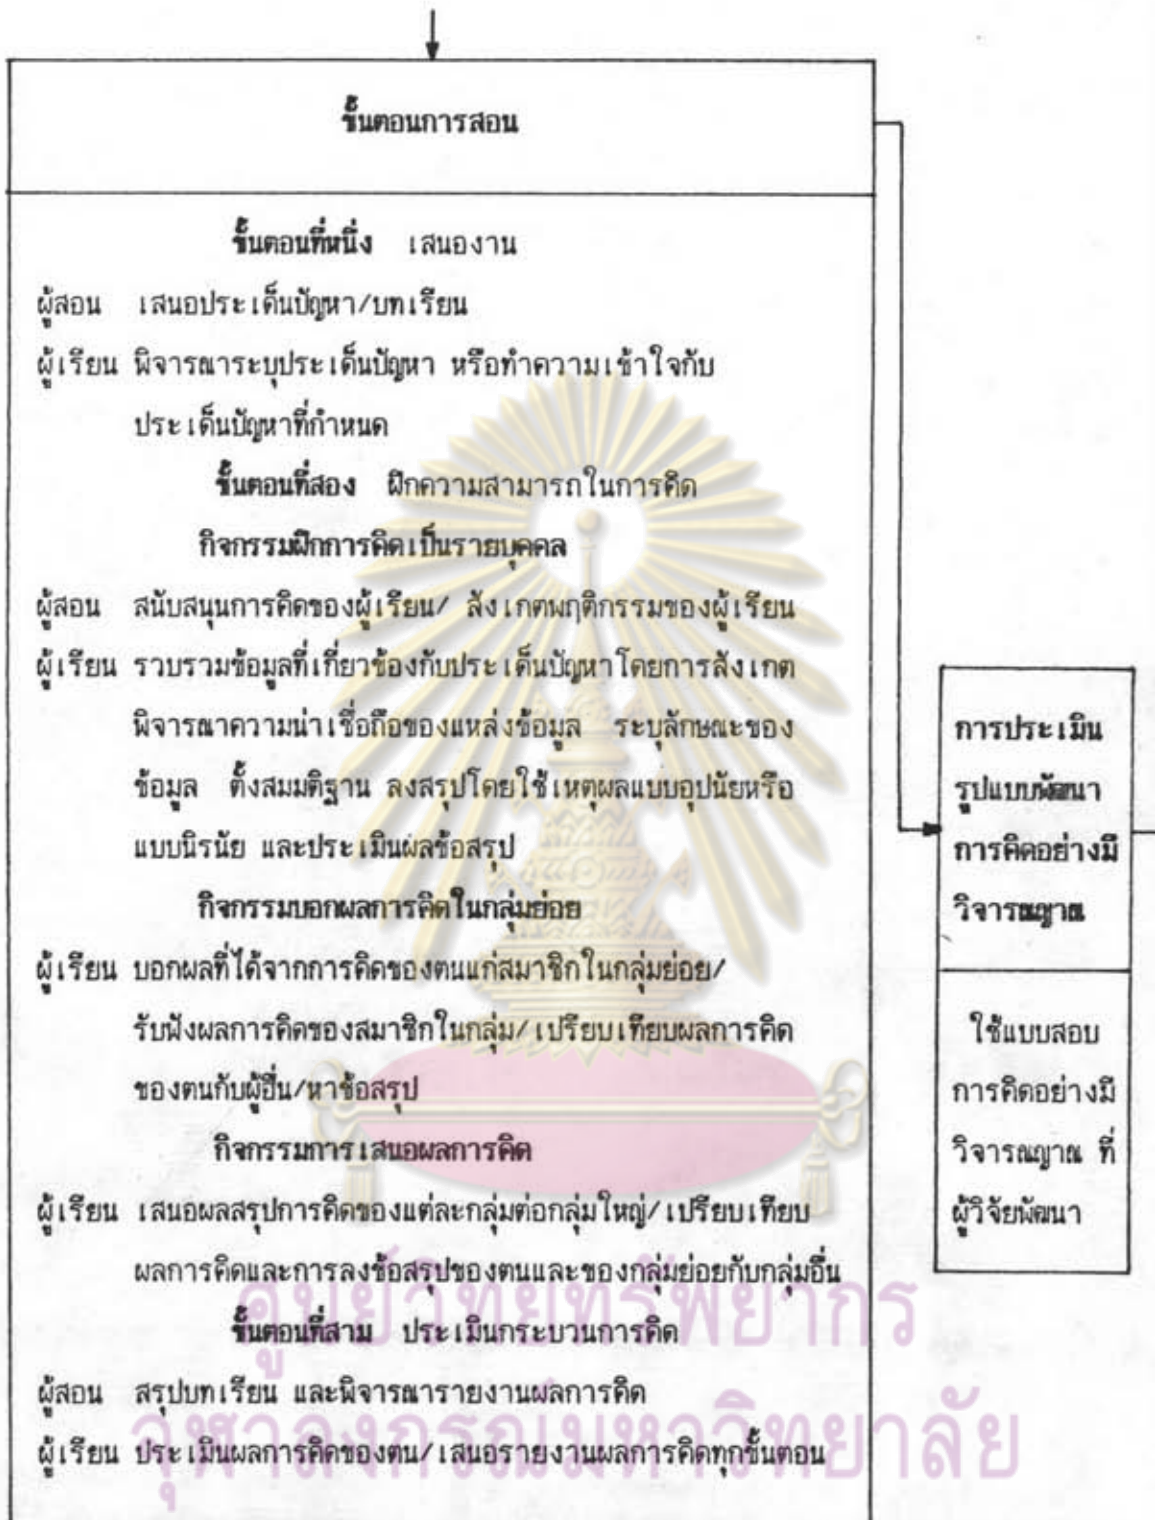 ขั้นตอนการสอน
ขั้นตอนที่หนึ่ง เสนองาน
ผู้สอน เสนอประเด็นปัญหา/บทเรียน
ผู้เรียน พิจารณาระบุประเด็นปัญหา หรือทำความเข้าใจกับ
ประเด็นปัญหาที่กำหนด
ขั้นตอนที่สอง ฝึกความสามารถในการคิด
กิจกรรมฝึกการคิดเป็นรายบุคคล
ผู้สอน สนับสนุนการคิดของผู้เรียน/ สังเกตพฤติกรรมของผู้เรียน
ผู้เรียน รวบรวมข้อมูลที่เกี่ยวข้องกับประเด็นปัญหาโดยการสังเกต
พิจารณาความน่าเชื่อถือของแหล่งข้อมูล ระบุลักษณะของ
ข้อมูล ตั้งสมมติฐาน ลงสรุปโดยใช้เหตุผลแบบอุปนัยหรือ
แบบนิรนัย และประเมินผลข้อสรุป
กิจกรรมบอกผลการคิดในกลุ่มย่อย
ผู้เรียน บอกผลที่ได้จากการคิดของตนแก่สมาชิกในกลุ่มย่อย/
รับฟังผลการคิดของสมาชิกในกลุ่ม/เปรียบเทียบผลการคิด
ของตนกับผู้อื่น/หาข้อสรุป
กิจกรรมการเสนอผลการคิด
ผู้เรียน เสนอผลสรุปการคิดของแต่ละกลุ่มต่อกลุ่มใหญ่/เปรียบเทียบ
ผลการคิดและการลงข้อสรุปของตนและของกลุ่มย่อยกับกลุ่มอื่น
ขั้นตอนที่สาม ประเมินกระบวนการคิด
ผู้สอน สรุปบทเรียน และพิจารณารายงานผลการคิด
ผู้เรียน ประเมินผลการคิดของตน/เสนอรายงานผลการคิดทุกขั้นตอน
การประเมิน
รูปแบบพัฒนา
การคิดอย่างมี
วิจารณญาณ
ใช้แบบสอบ
การคิดอย่างมี
วิจารณญาณ ที่
ผู้วิจัยพัฒนา
ศูนย์วิทยทรัพยากร
จุฬาลงกรณ์มหาวิทยาลัย